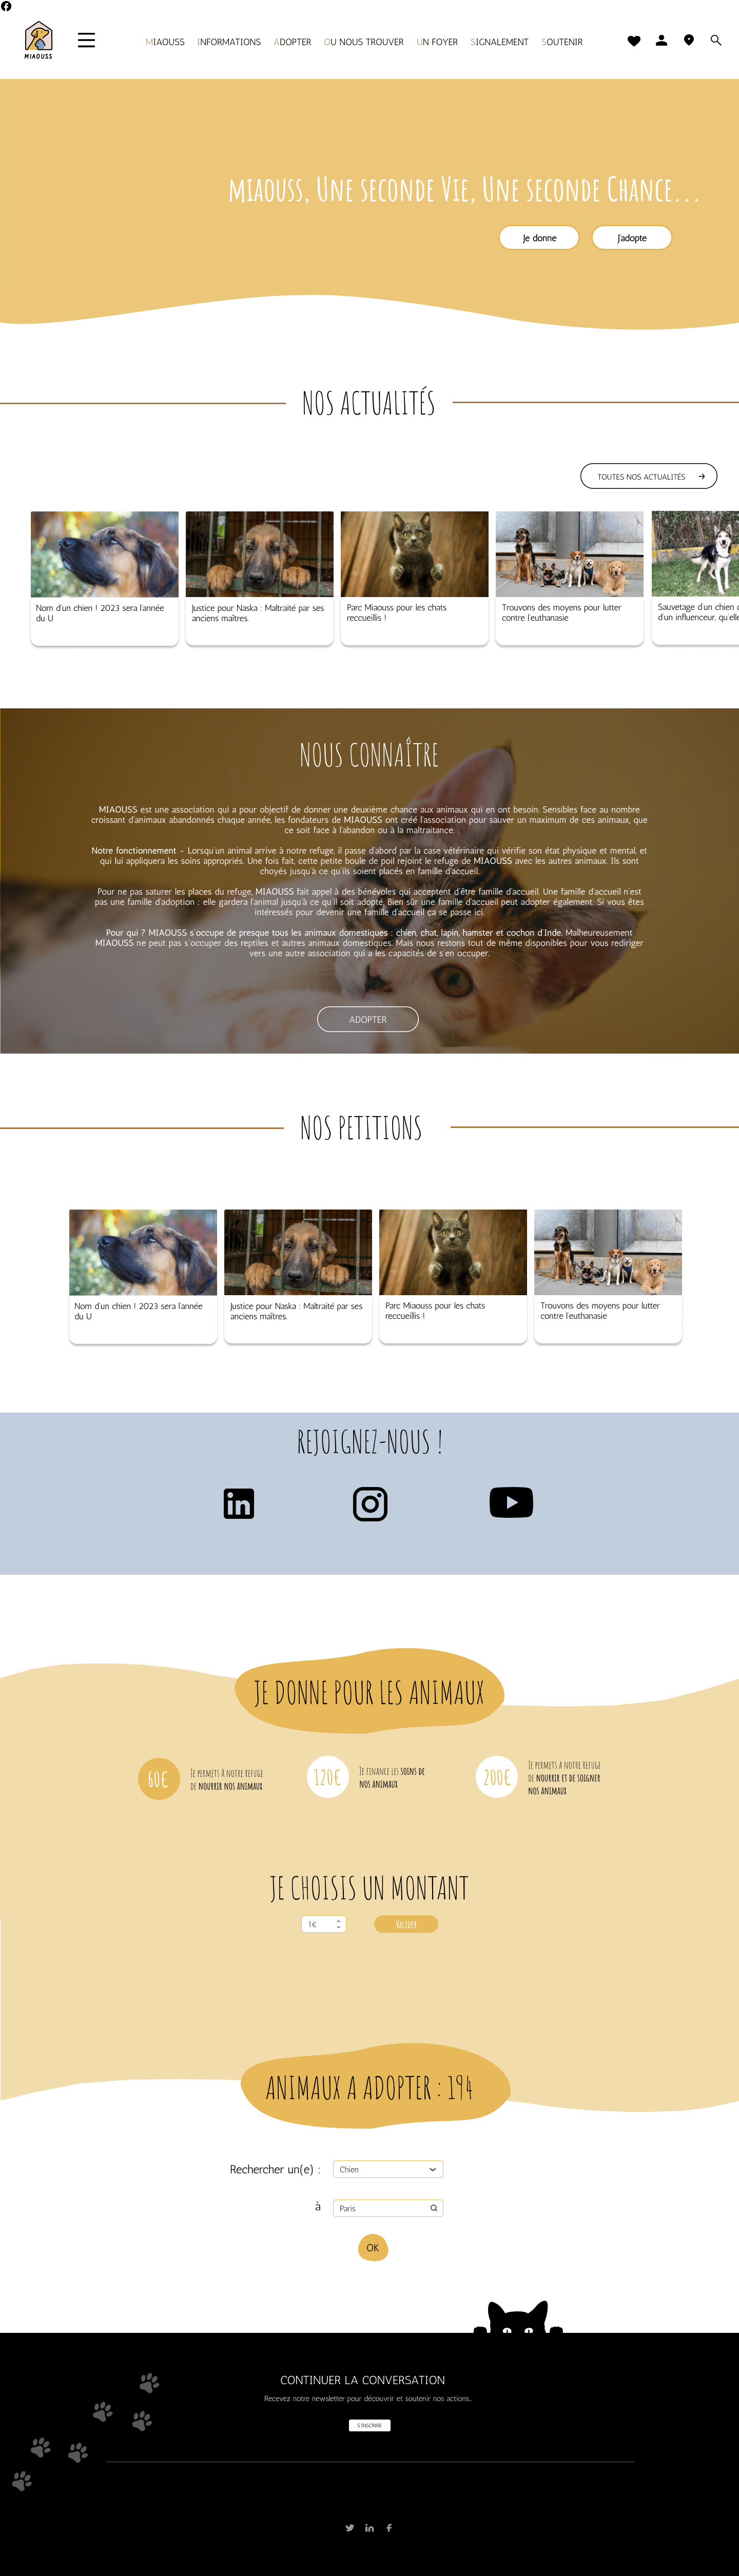 MIAOUSS
MIAOUSS INFORMATIONS ADOPTER OU NOUS TROUVER UN FOYER SIGNALEMENT SOUTENIR
miaouss, Une seconde Vie, Une seconde Chance...
Je donne J'adopte
NOS ACTUALITÉS
TOUTES NOS ACTUALITÉS
Nom d'un chien ! 2023 sera l'année
du U
Justice pour Naska : Maltraité par ses
anciens maîtres.
Parc Miaouss pour les chats
reccueillis !
Trouvons des moyens pour lutter
contre l'euthanasie
Sauvetage d'un chien
d'un influenceur, qu'elle
NOUS CONNAÎTRE
MIAOUSS est une association qui a pour objectif de donner une deuxième chance aux animaux qui en ont besoin. Sensibles face au nombre
croissant d'animaux abandonnés chaque année, les fondateurs de MIAOUSS ont créé l'association pour sauver un maximum de ces animaux, que
ce soit face à l'abandon ou à la maltraitance.
Notre fonctionnement - Lorsqu'un animal arrive à notre refuge, il passe d'abord par la case vétérinaire qui vérifie son état physique et mental, et
qui lui appliquera les soins appropriés. Une fois fait, cette petite boule de poil rejoint le refuge de MIAOUSS avec les autres animaux. Ils sont
choyés jusqu'à ce qu'ils soient placés en famille d'accueil.
Pour ne pas saturer les places du refuge, MIAOUSS fait appel à des bénévoles qui acceptent d'être famille d'accueil. Une famille d'accueil n'est
pas une famille d'adoption : elle gardera l'animal jusqu'à ce qu'il soit adopté. Bien sûr une famille d'accueil peut adopter également. Si vous êtes
intéressés pour devenir une famille d'accueil ça se passe ici.
Pour qui ? MIAOUSS s'occupe de presque tous les animaux domestiques : chien, chat, lapin, hamster et cochon d'Inde. Malheureusement
MIAOUSS ne peut pas s'occuper des reptiles et autres animaux domestiques. Mais nous restons tout de même disponibles pour vous rediriger
vers une autre association qui a les capacités de s'en occuper.
ADOPTER
NOS PETITIONS
Nom d'un chien ! 2023 sera l'année
du U
Justice pour Naska : Maltraité par ses
anciens maîtres.
Parc Miaouss pour les chats
reccueillis !
Trouvons des moyens pour lutter
contre l'euthanasie
REJOIGNEZ-NOUS !
JE DONNE POUR LES ANIMAUX
60€
Je permets à notre refuge
de nourrir nos animaux
120€
Je finance les soins de
nos animaux
200€
Je permets a notre refuge
de nourrir et de soigner
nos animaux
JE CHOISIS UN MONTANT
1€
Valider
ANIMAUX A ADOPTER : 194
Rechercher un(e) :
Chien
à
Paris
OK
CONTINUER LA CONVERSATION
Recevez notre newsletter pour découvrir et soutenir nos actions...
S'INSCRIRE